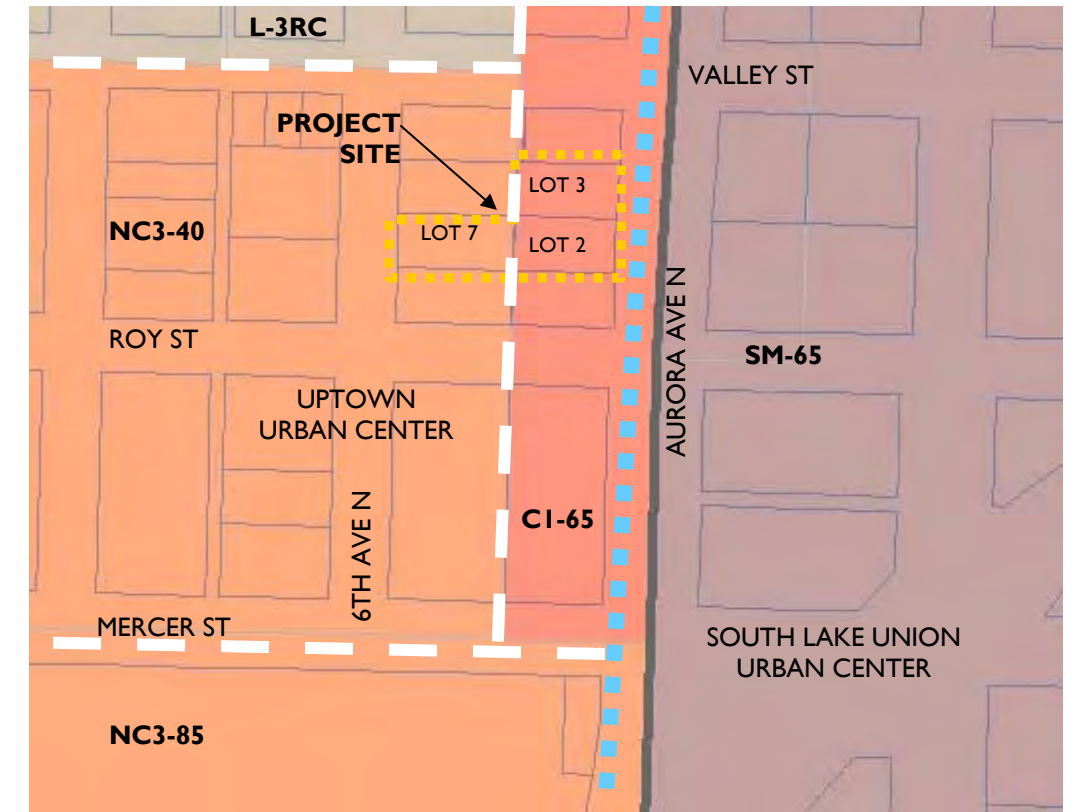 L-3RC
VALLEY ST
PROJECT
SITE
LOT 3
NC3-40
LOT 7
LOT 2
ROY ST
AURORA AVE N
SM-65
UPTOWN
URBAN CENTER
6TH AVE N
C1-65
MERCER ST
SOUTH LAKE UNION
URBAN CENTER
NC3-85